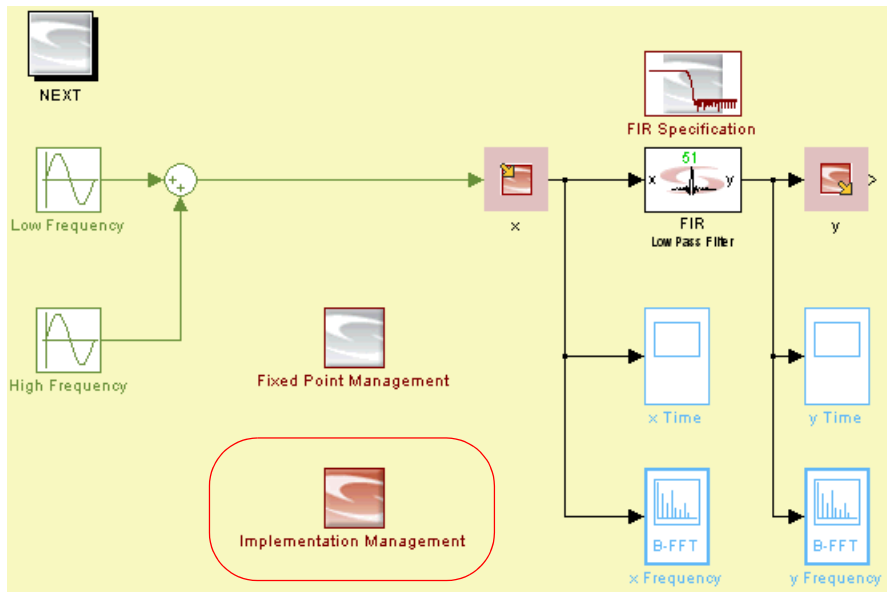 NEXT
FIR Specification
Low Frequency
+
+
x
51
x
y
FIR
Low Pass Filter
y
High Frequency
Fixed Point Management
x Time
y Time
Implementation Management
B-FFT
x Frequency
B-FFT
y Frequency